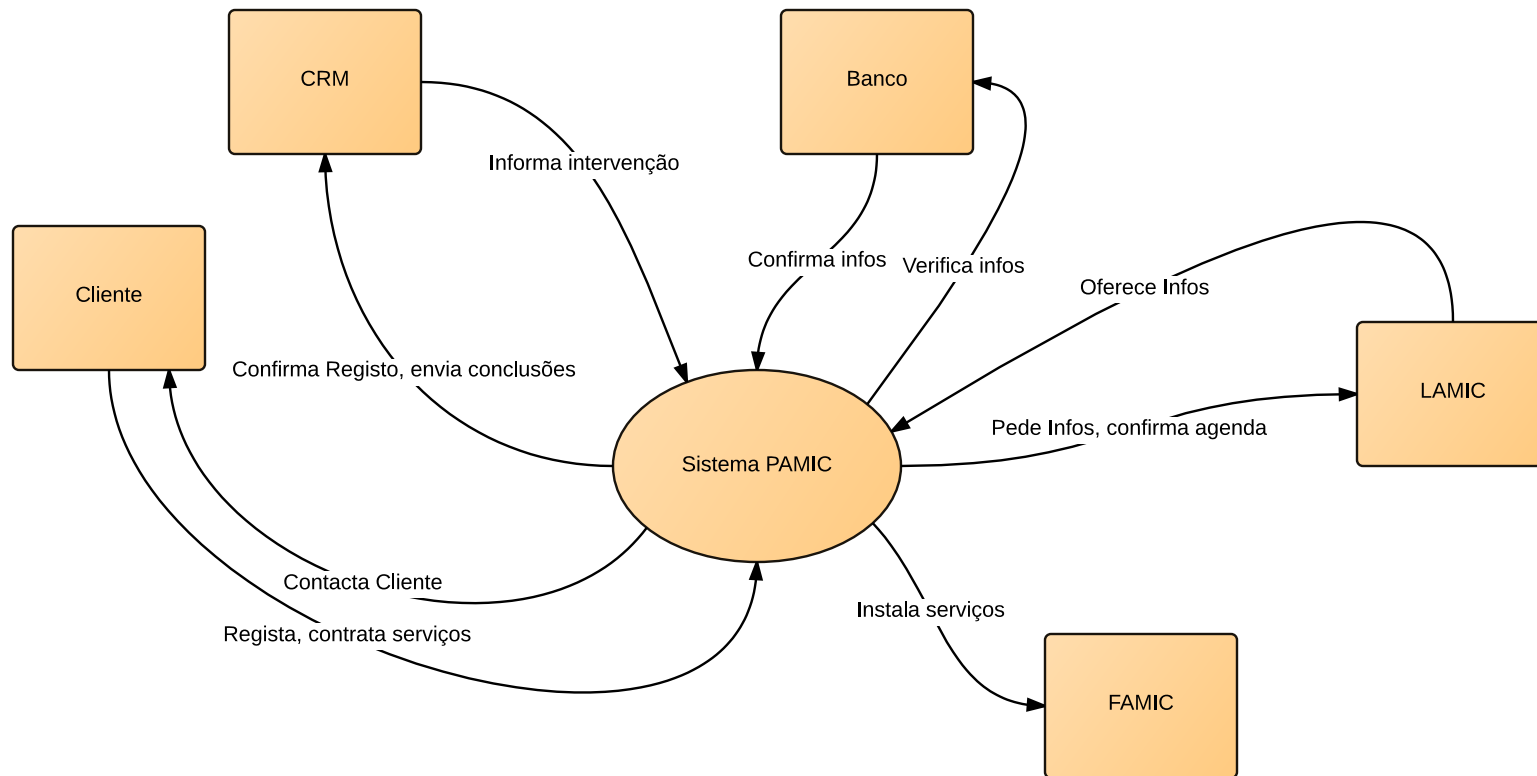 CRM
Banco
Informa intervenção
Confirma infos
Verifica infos
Oferece Infos
Cliente
Confirma Registo, envia conclusões
LAMIC
Pede Infos, confirma agenda
Sistema PAMIC
Contacta Cliente
Regista, contrata serviços
Instala serviços
FAMIC